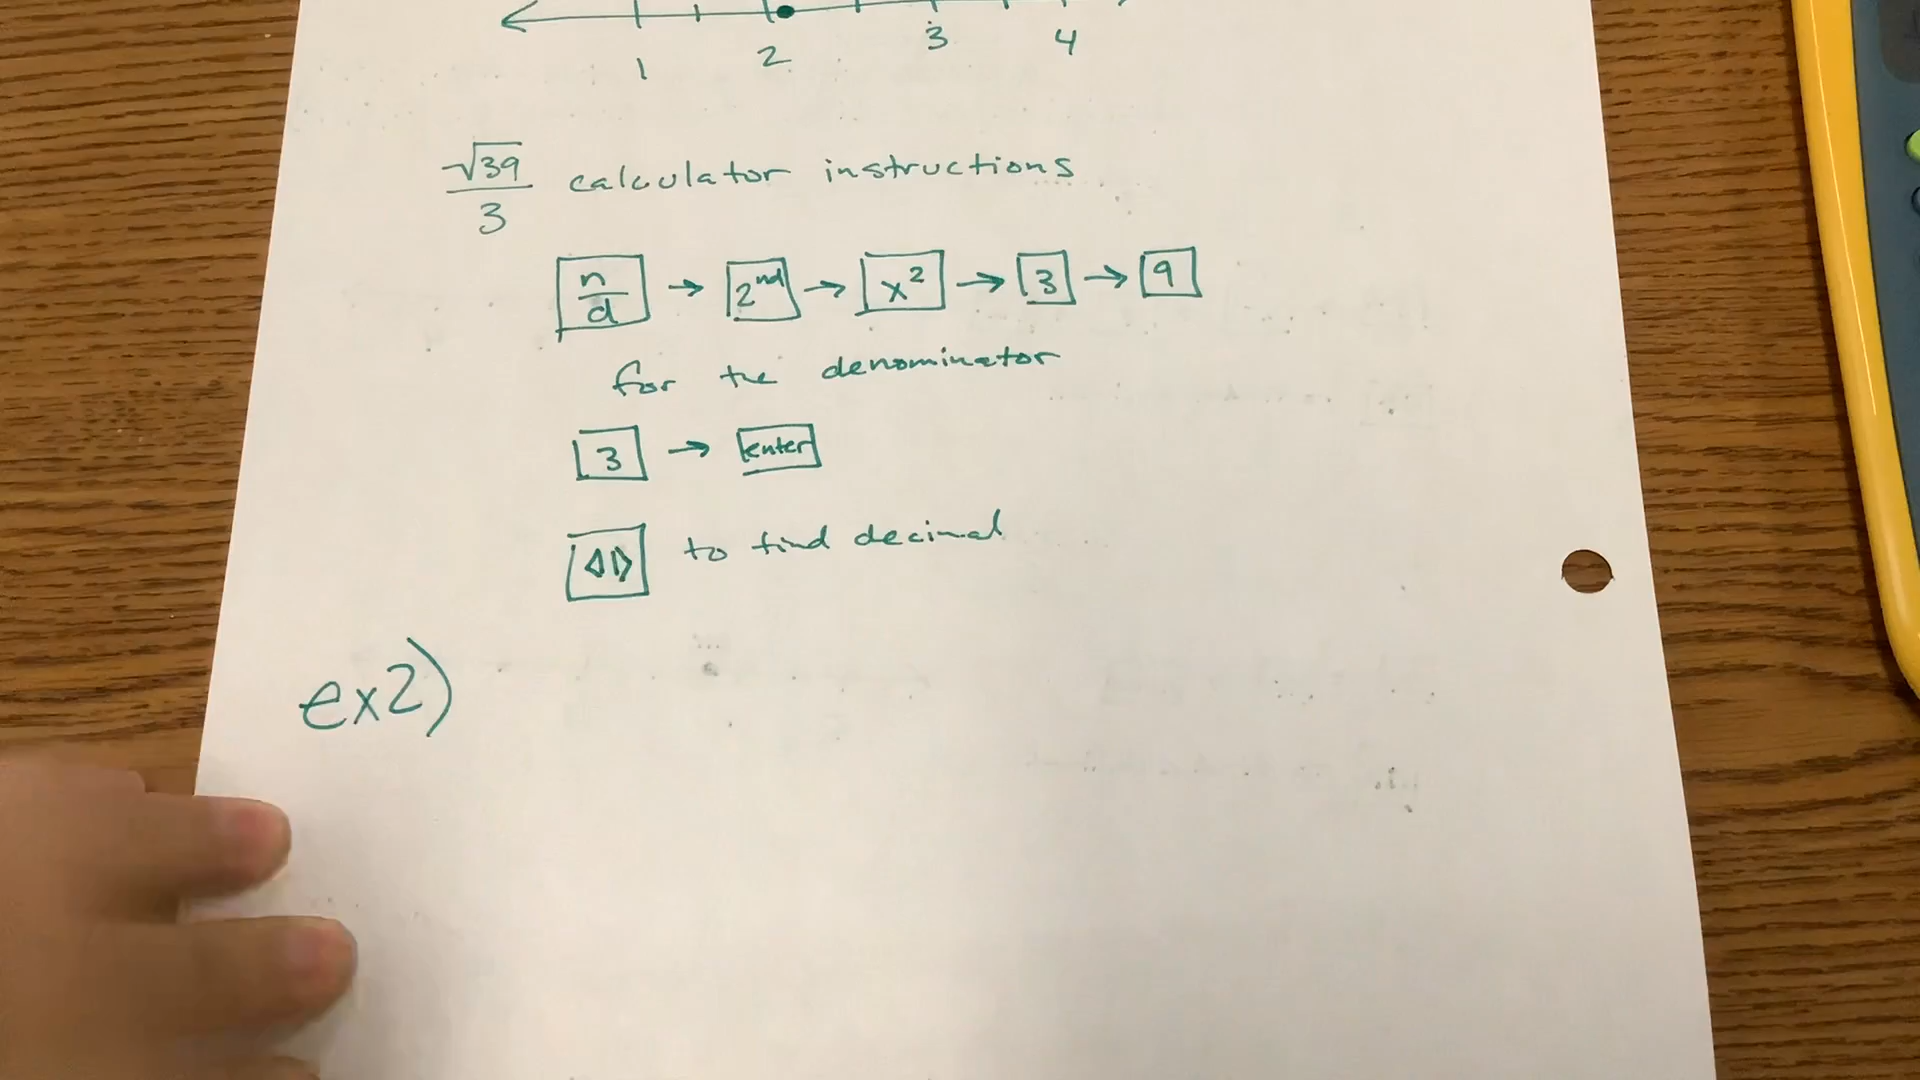 1 2 3 4
√39/3 calculator instructions
n/d → 2nd → x² → 3 → 9
for the denominator
3 → enter
◁▷ to find decimal
ex2)